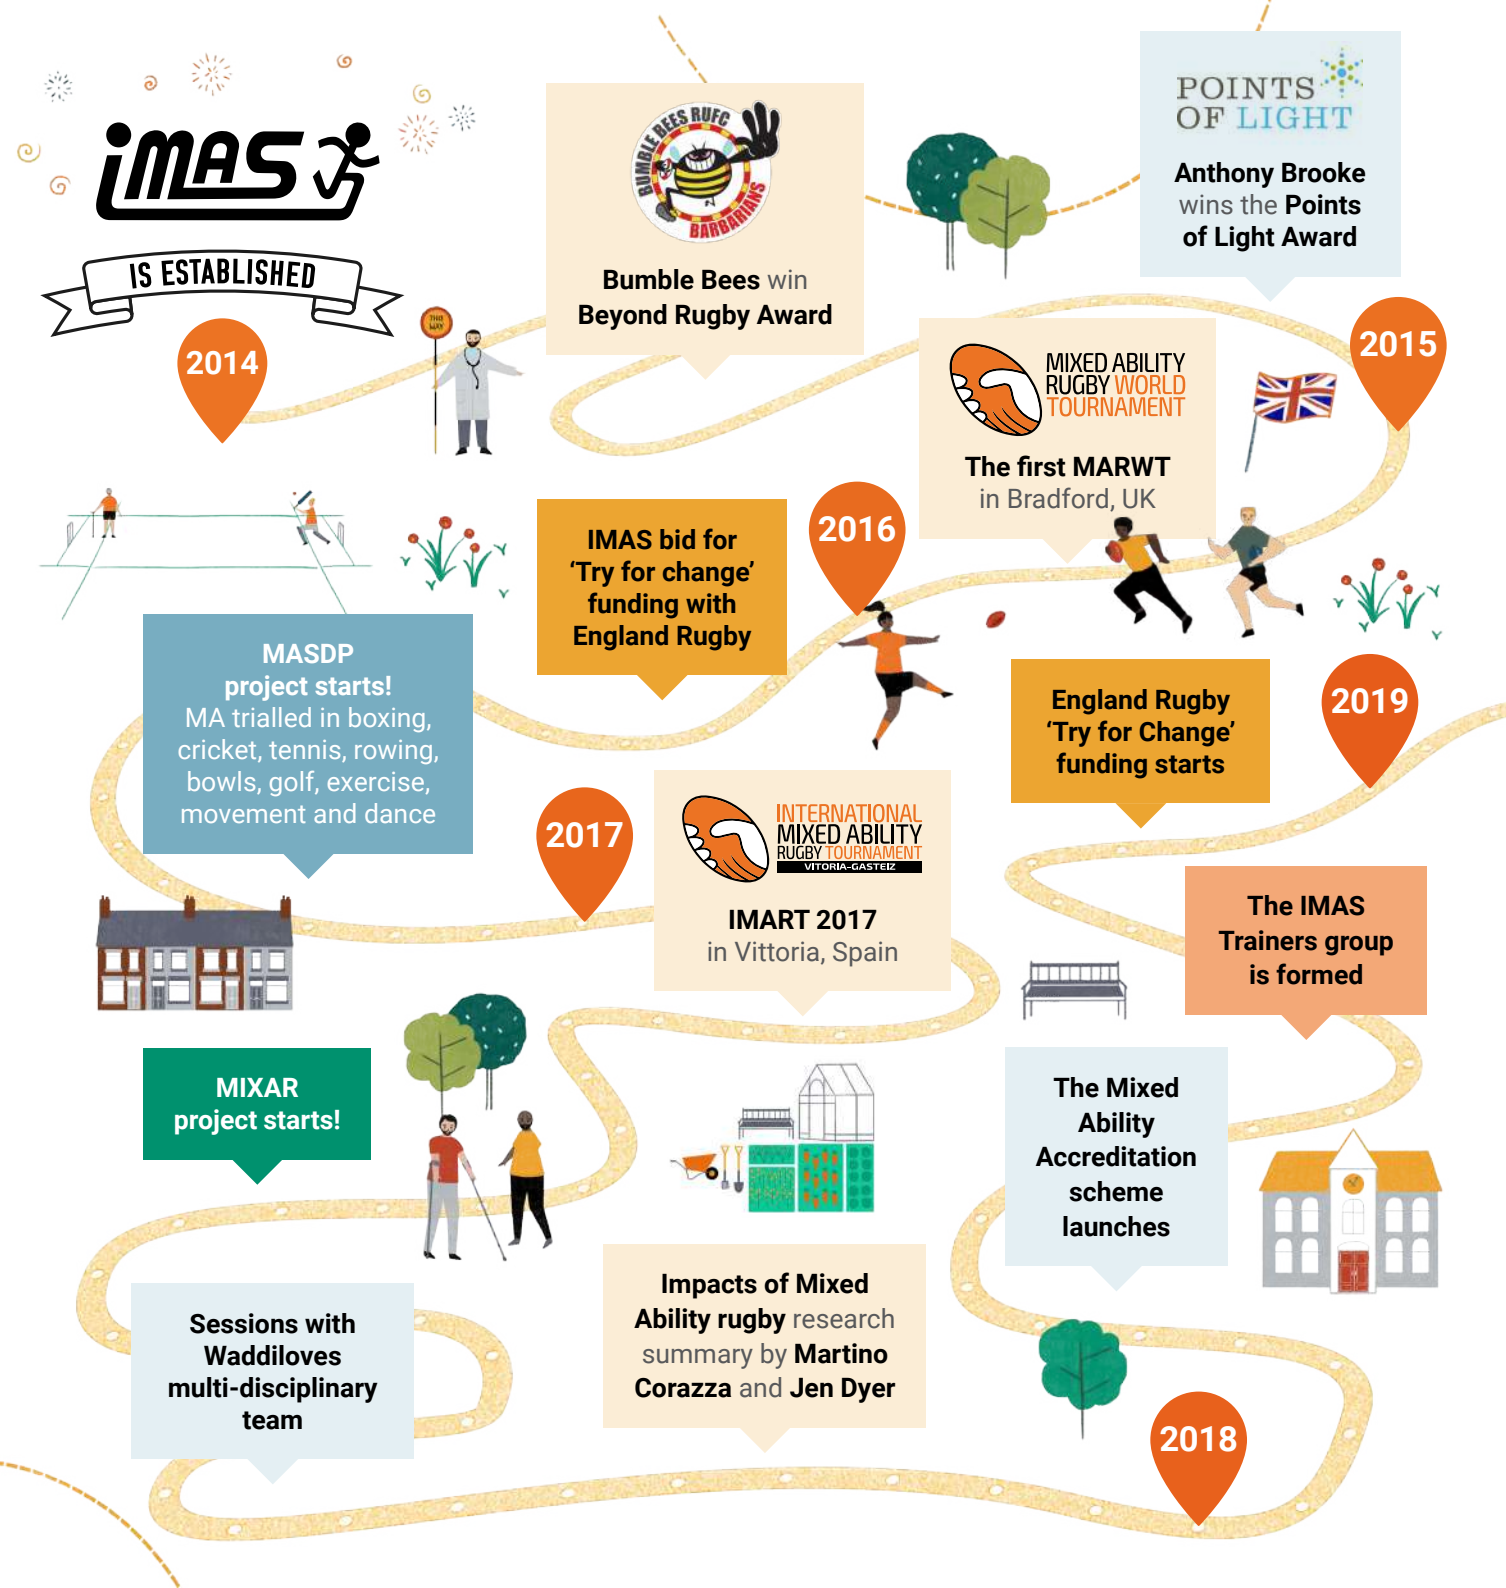 iMAS
IS ESTABLISHED
2014
THIS
WAY
BUMBLE BEES RUFC
BARBARIANS
Bumble Bees win
Beyond Rugby Award
POINTS
OF LIGHT
Anthony Brooke
wins the Points
of Light Award
2015
MIXED ABILITY
RUGBY WORLD
TOURNAMENT
The first MARWT
in Bradford, UK
2016
IMAS bid for
‘Try for change’
funding with
England Rugby
MASDP
project starts!
MA trialled in boxing,
cricket, tennis, rowing,
bowls, golf, exercise,
movement and dance
2017
INTERNATIONAL
MIXED ABILITY
RUGBY TOURNAMENT
VITORIA-GASTEIZ
IMART 2017
in Vittoria, Spain
MIXAR
project starts!
Sessions with
Waddiloves
multi-disciplinary
team
Impacts of Mixed
Ability rugby research
summary by Martino
Corazza and Jen Dyer
2018
The Mixed
Ability
Accreditation
scheme
launches
The IMAS
Trainers group
is formed
England Rugby
‘Try for Change’
funding starts
2019